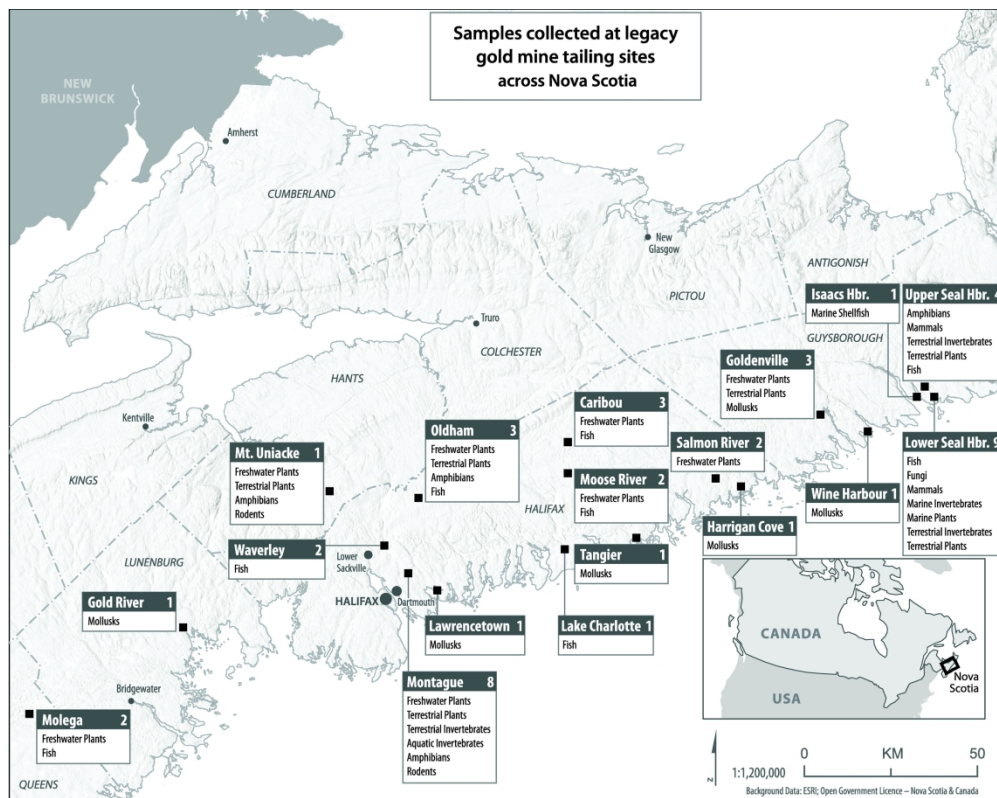 Samples collected at legacy
gold mine tailing sites
across Nova Scotia
NEW
BRUNSWICK
Amherst
CUMBERLAND
New
Glasgow
ANTIGONISH
PICTOU
Isaacs Hbr. 1
Marine Shellfish
Upper Seal Hbr. 4
Amphibians
Mammals
Terrestrial Invertebrates
Terrestrial Plants
Fish
Truro
COLCHESTER
GUYSBOROUGH
HANTS
Goldenville 3
Freshwater Plants
Terrestrial Plants
Mollusks
Kentville
Caribou 3
Freshwater Plants
Fish
Oldham 3
Freshwater Plants
Terrestrial Plants
Amphibians
Fish
Salmon River 2
Freshwater Plants
Lower Seal Hbr. 9
Fish
Fungi
Mammals
Marine Invertebrates
Marine Plants
Terrestrial Invertebrates
Terrestrial Plants
Mt. Uniacke 1
Freshwater Plants
Terrestrial Plants
Amphibians
Rodents
KINGS
Moose River 2
Freshwater Plants
Fish
HALIFAX
Wine Harbour 1
Mollusks
Harrigan Cove 1
Mollusks
Waverley 2
Fish
Lower
Sackville
Tangier 1
Mollusks
LUNENBURG
HALIFAX
Dartmouth
Gold River 1
Mollusks
Lawrencetown 1
Mollusks
Lake Charlotte 1
Fish
CANADA
USA
Nova
Scotia
Montague 8
Freshwater Plants
Terrestrial Plants
Terrestrial Invertebrates
Aquatic Invertebrates
Amphibians
Rodents
Bridgewater
Molega 2
Freshwater Plants
Fish
QUEENS
N
1:1,200,000
0 KM 50
Background Data: ESRI; Open Government Licence – Nova Scotia & Canada